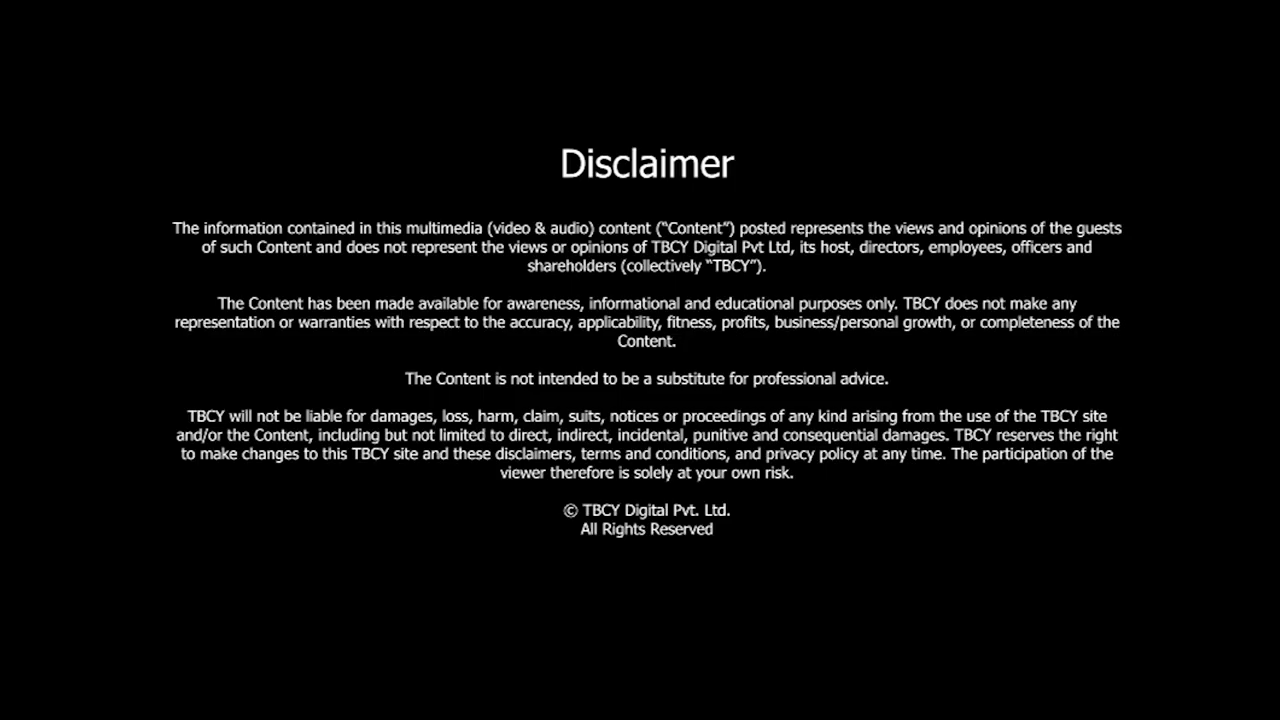 Disclaimer
The information contained in this multimedia (video & audio) content (“Content”) posted represents the views and opinions of the guests
of such Content and does not represent the views or opinions of TBCY Digital Pvt Ltd, its host, directors, employees, officers and
shareholders (collectively “TBCY”).
The Content has been made available for awareness, informational and educational purposes only. TBCY does not make any
representation or warranties with respect to the accuracy, applicability, fitness, profits, business/personal growth, or completeness of the
Content.
The Content is not intended to be a substitute for professional advice.
TBCY will not be liable for damages, loss, harm, claim, suits, notices or proceedings of any kind arising from the use of the TBCY site
and/or the Content, including but not limited to direct, indirect, incidental, punitive and consequential damages. TBCY reserves the right
to make changes to this TBCY site and these disclaimers, terms and conditions, and privacy policy at any time. The participation of the
viewer therefore is solely at your own risk.
© TBCY Digital Pvt. Ltd.
All Rights Reserved